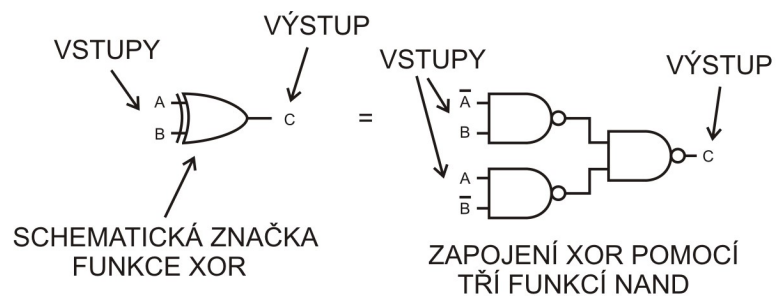 VSTUPY
VÝSTUP
A
B
C
SCHEMATICKÁ ZNAČKA
FUNKCE XOR
=
VSTUPY
VÝSTUP
A̅
B
A
B̅
C
ZAPOJENÍ XOR POMOCÍ
TŘÍ FUNKCÍ NAND